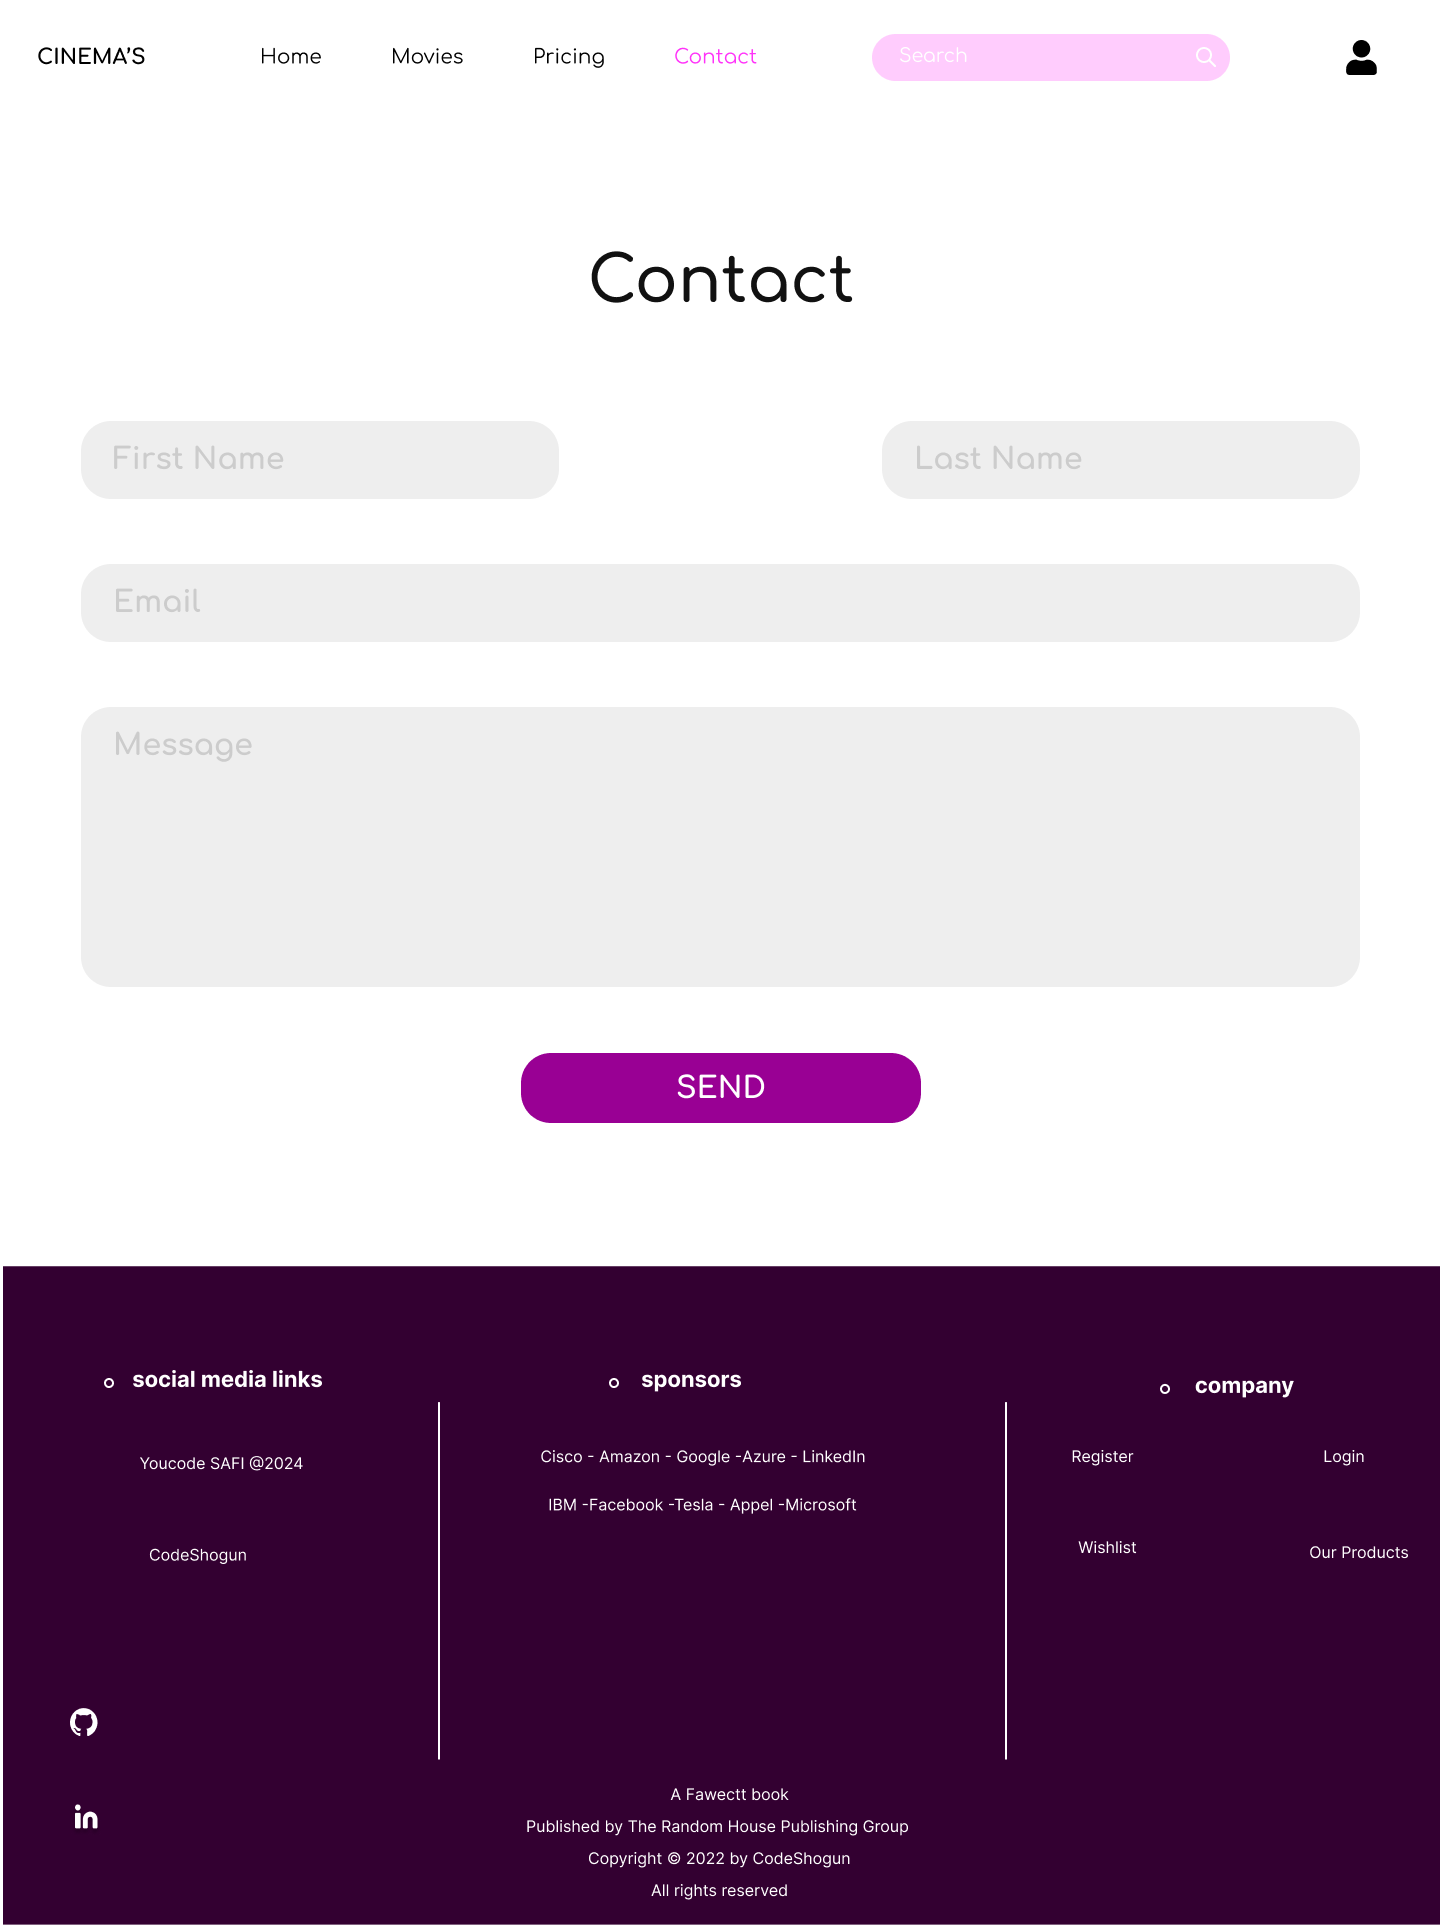 CINEMA’S Home Movies Pricing Contact Search
Contact
First Name Last Name
Email
Message
SEND
social media links
Youcode SAFI @2024
CodeShogun
in
sponsors
Cisco - Amazon - Google -Azure - LinkedIn
IBM -Facebook -Tesla - Appel -Microsoft
company
Register Login
Wishlist Our Products
A Fawectt book
Published by The Random House Publishing Group
Copyright © 2022 by CodeShogun
All rights reserved